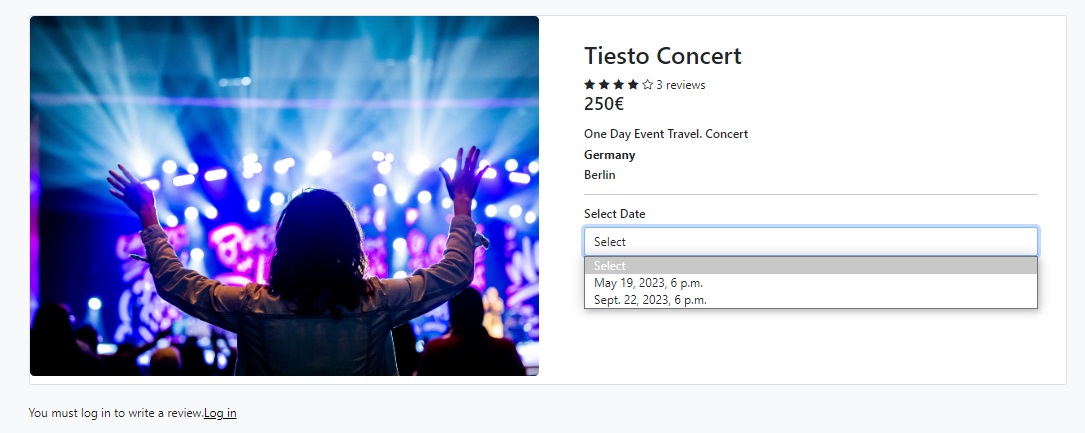 Tiesto Concert
3 reviews
250€
One Day Event Travel. Concert
Germany
Berlin
Select Date
Select
Select
May 19, 2023, 6 p.m.
Sept. 22, 2023, 6 p.m.
You must log in to write a review.Log in